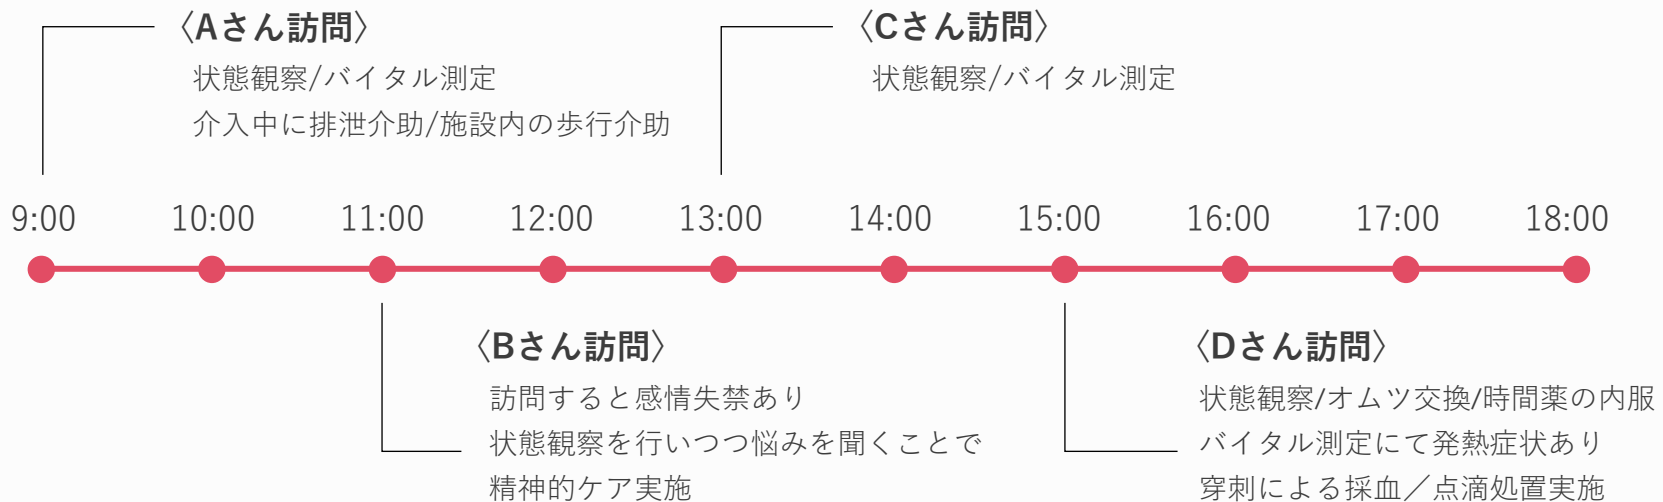 〈Aさん訪問〉
状態観察/バイタル測定
介入中に排泄介助/施設内の歩行介助
〈Cさん訪問〉
状態観察/バイタル測定
9:00 10:00 11:00 12:00 13:00 14:00 15:00 16:00 17:00 18:00
〈Bさん訪問〉
訪問すると感情失禁あり
状態観察を行いつつ悩みを聞くことで
精神的ケア実施
〈Dさん訪問〉
状態観察/オムツ交換/時間薬の内服
バイタル測定にて発熱症状あり
穿刺による採血／点滴処置実施